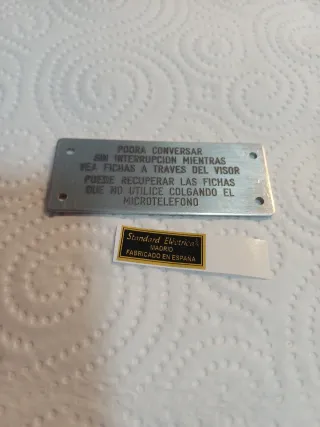 PODRA CONVERSAR
SIN INTERRUPCION MIENTRAS
VEA FICHAS A TRAVES DEL VISOR
PUEDE RECUPERAR LAS FICHAS
QUE NO UTILICE COLGANDO EL
MICROTELEFONO
Standard Eléctrica
MADRID
FABRICADO EN ESPAÑA